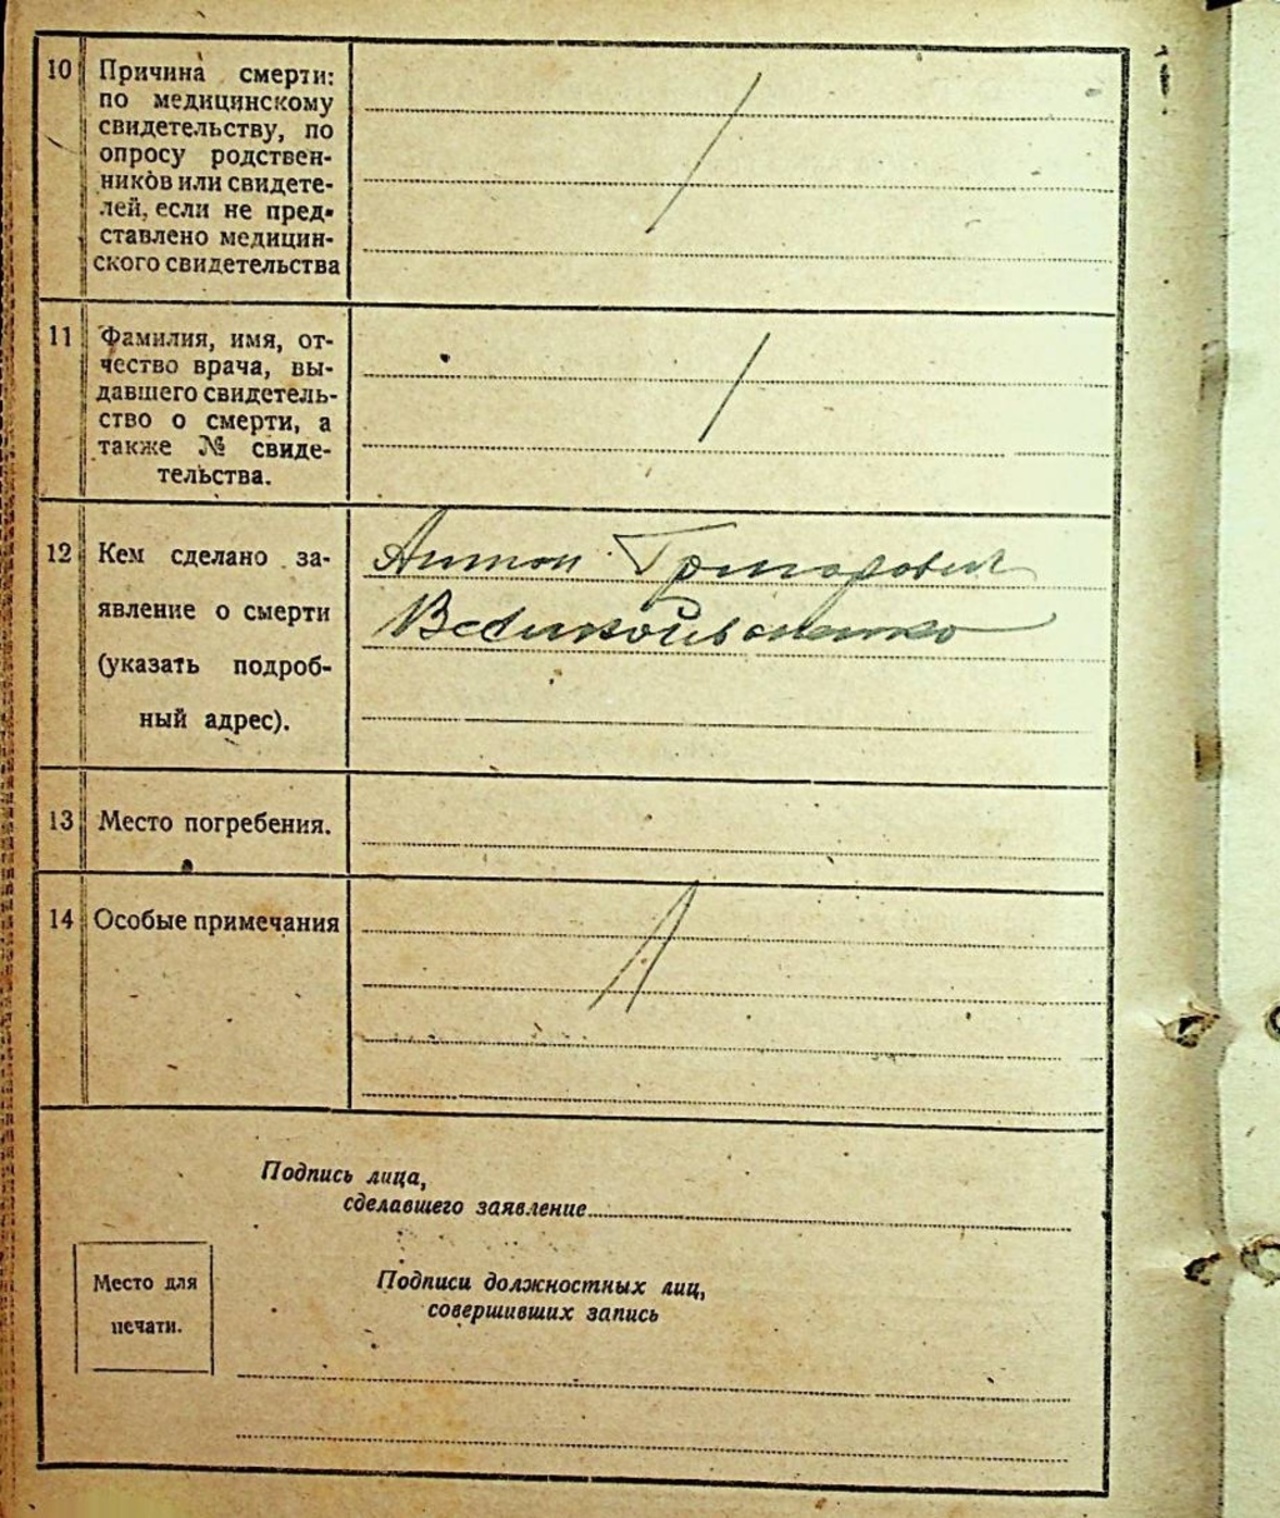 10 Причина смерти:
по медицинскому
свидетельству, по
опросу родствен-
ников или свидете-
лей, если не пред-
ставлено медицин-
ского свидетельства
11 Фамилия, имя, от-
чество врача, вы-
давшего свидетель-
ство о смерти, а
также № свиде-
тельства.
12 Кем сделано за-
явление о смерти
(указать подроб-
ный адрес).
Антон Григорович
13 Место погребения.
14 Особые примечания
Подпись лица,
сделавшего заявление
Место для
печати.
Подписи должностных лиц,
совершивших запись